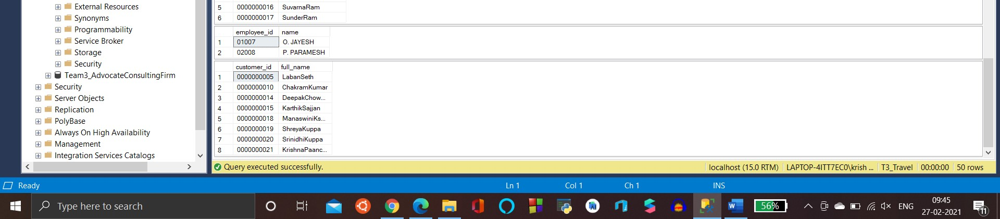 External Resources
Synonyms
Programmability
Service Broker
Storage
Security
Team3_AdvocateConsultingFirm
Security
Server Objects
Replication
PolyBase
Always On High Availability
Management
Integration Services Catalogs
5 0000000016 SuvarnaRam
6 0000000017 SunderRam
employee_id name
1 01007 O. JAYESH
2 02008 P. PARAMESH
customer_id full_name
1 0000000005 LabanSeth
2 0000000010 ChakramKumar
3 0000000014 DeepakChow...
4 0000000015 KarthikSajjan
5 0000000018 ManaswiniKs...
6 0000000019 ShreyaKuppa
7 0000000020 SrinidhiKuppa
8 0000000021 KrishnaPaanc...
Query executed successfully. localhost (15.0 RTM) LAPTOP-4ITT7EC0\krish ... T3_Travel 00:00:00 50 rows
Ready Ln 1 Col 1 Ch 1 INS
Type here to search 56% ENG 09:45
27-02-2021 11